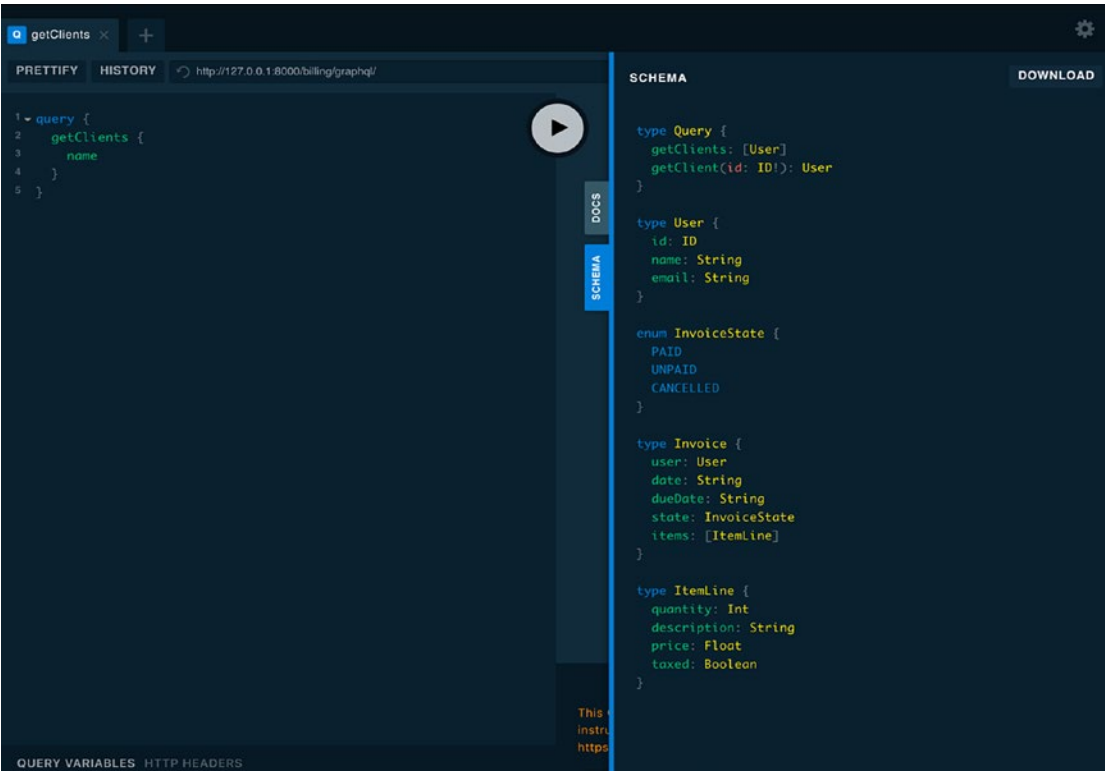 Q getClients × +
PRETTIFY HISTORY http://127.0.0.1:8000/billing/graphql/
1 query {
2 getClients {
3 name
4 }
5 }
DOCS
SCHEMA
This
instru
https
QUERY VARIABLES HTTP HEADERS
SCHEMA DOWNLOAD
type Query {
getClients: [User]
getClient(id: ID!): User
}
type User {
id: ID
name: String
email: String
}
enum InvoiceState {
PAID
UNPAID
CANCELLED
}
type Invoice {
user: User
date: String
dueDate: String
state: InvoiceState
items: [ItemLine]
}
type ItemLine {
quantity: Int
description: String
price: Float
taxed: Boolean
}